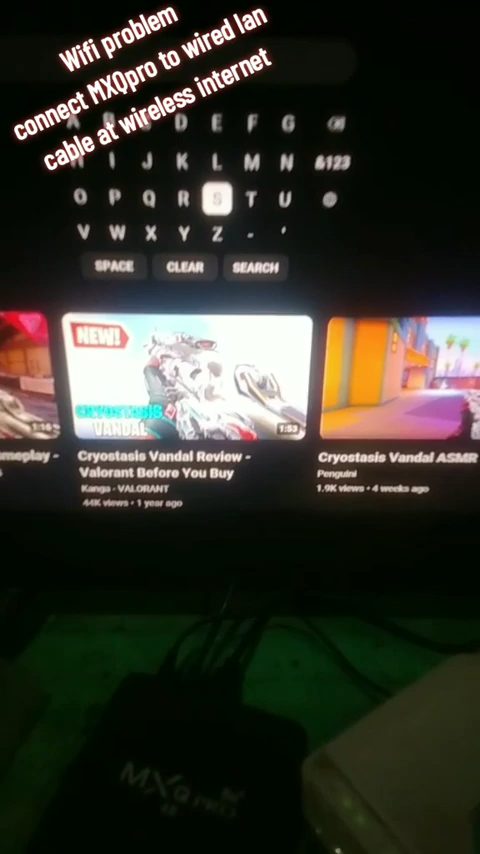 Wifi problem
connect MXQpro to wired lan
cable at wireless internet
A B C D E F G
H I J K L M N &123
O P Q R S T U
V W X Y Z - '
SPACE CLEAR SEARCH
NEW!
CRYOSTASIS
VANDAL
1:16
1:53
meplay -
Cryostasis Vandal Review -
Valorant Before You Buy
Kanga - VALORANT
44K views • 1 year ago
Cryostasis Vandal ASMR
Penguini
1.9K views • 4 weeks ago
MXQ PRO